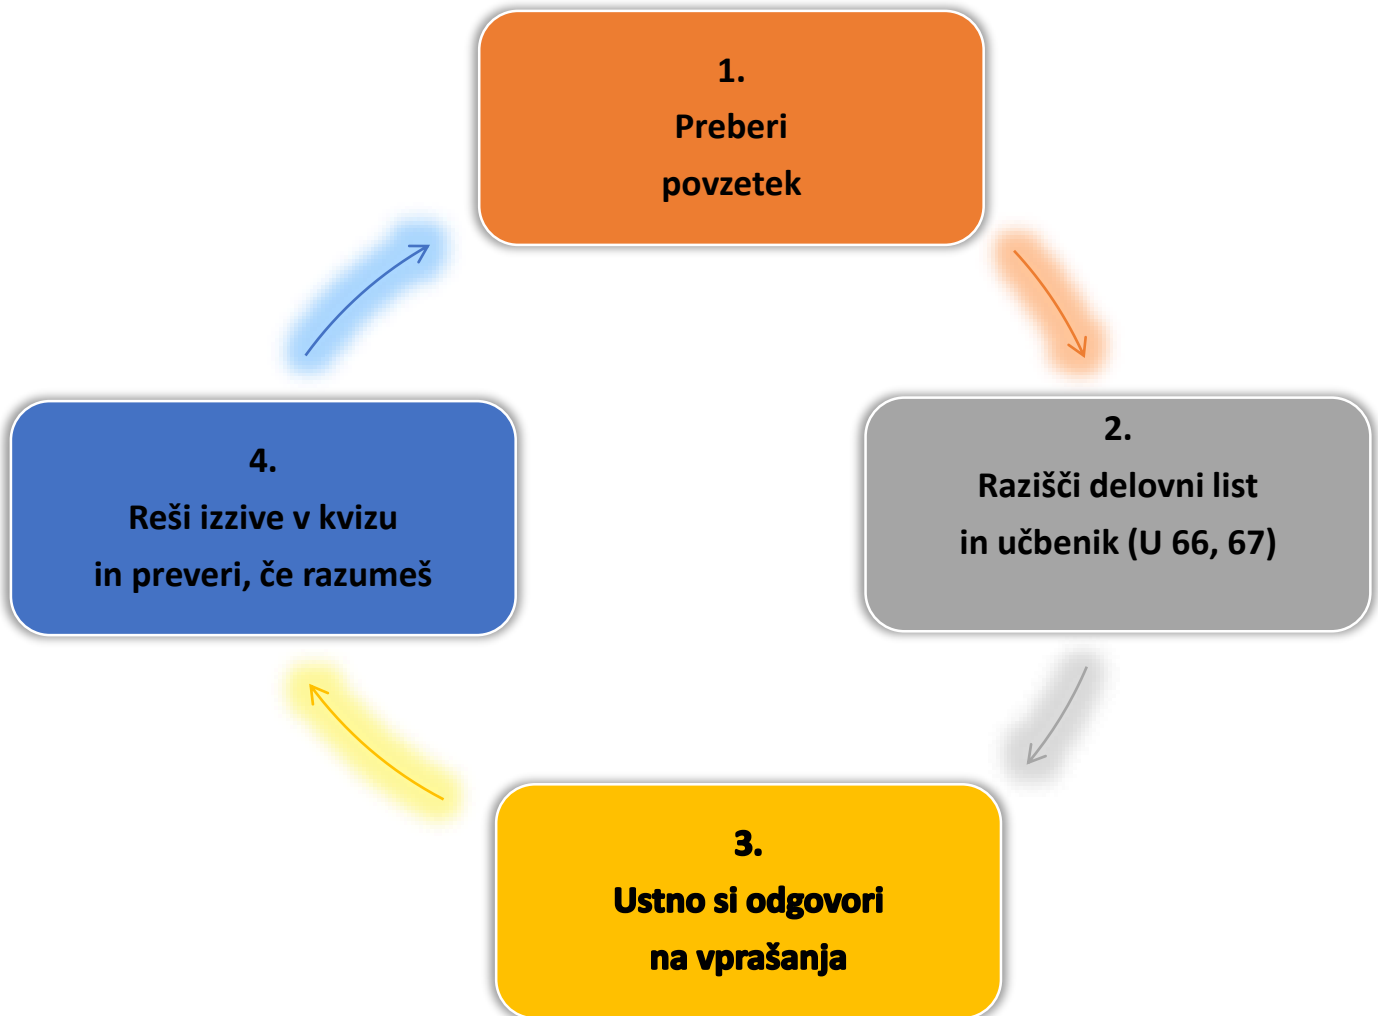 1.
Preberi
povzetek
2.
Razišči delovni list
in učbenik (U 66, 67)
3.
Ustno si odgovori
na vprašanja
4.
Reši izzive v kvizu
in preveri, če razumeš